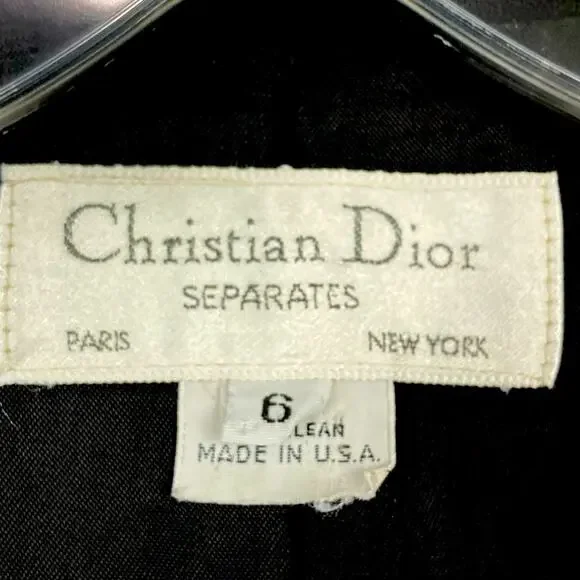 Christian Dior
SEPARATES
PARIS NEW YORK
6
LEAN
MADE IN U.S.A.